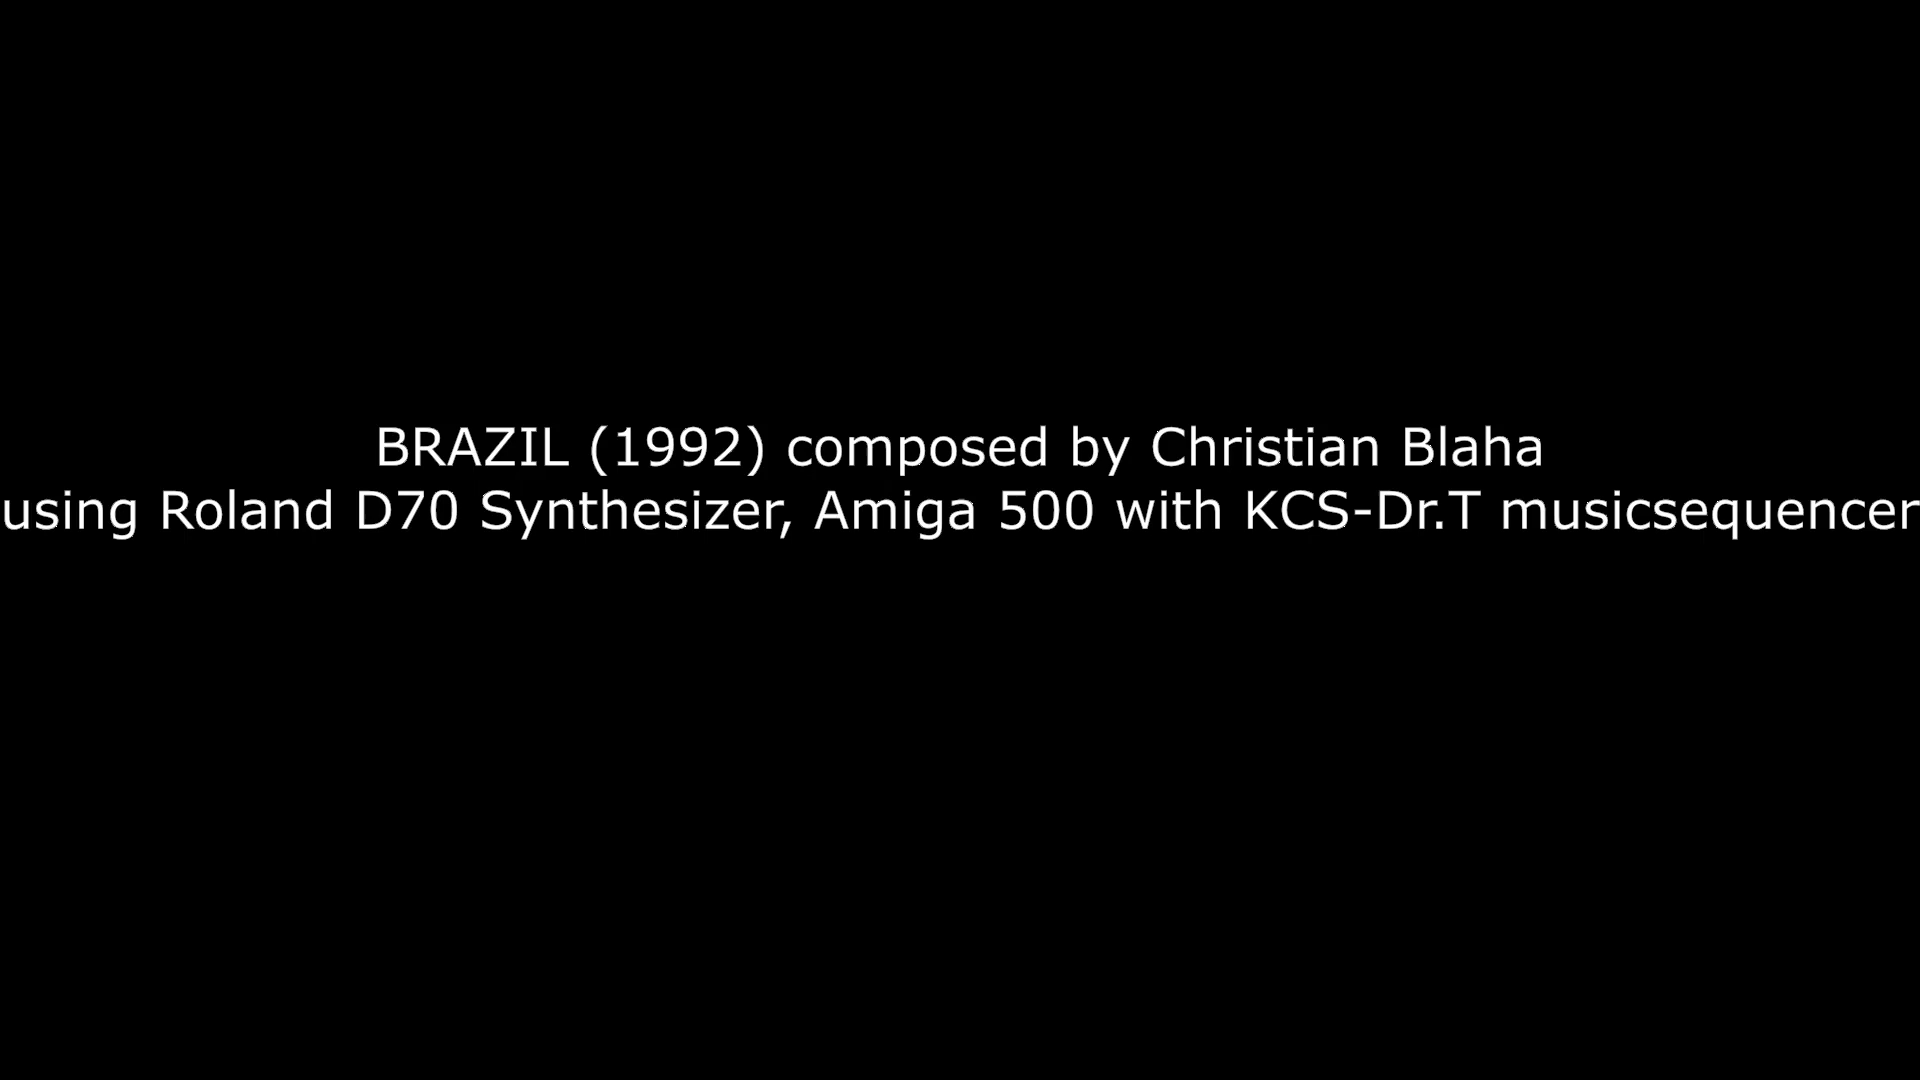 BRAZIL (1992) composed by Christian Blaha
using Roland D70 Synthesizer, Amiga 500 with KCS-Dr.T musicsequencer